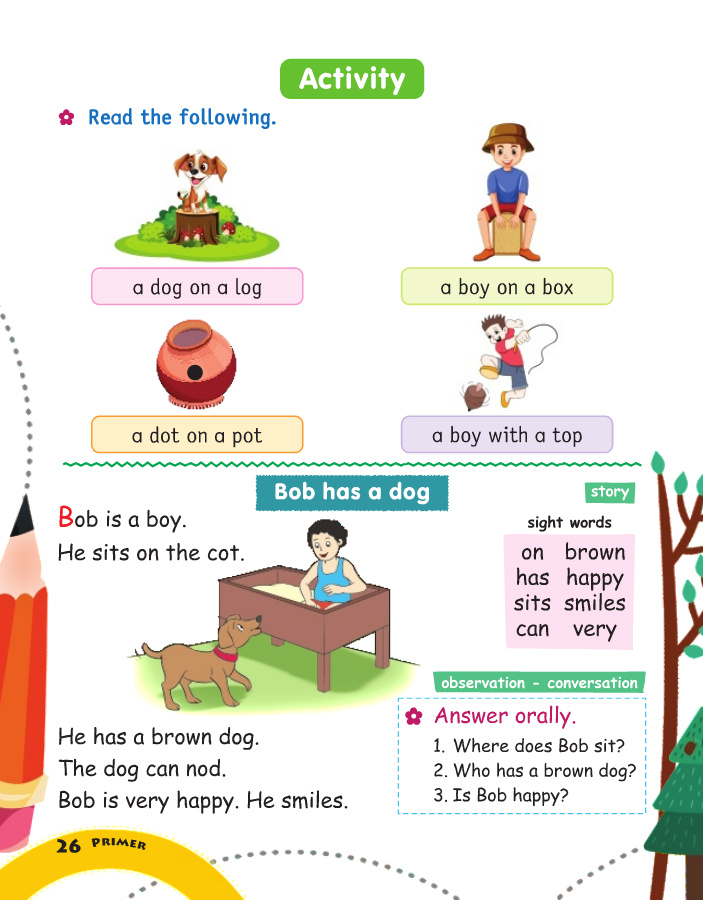 Activity
Read the following.
a dog on a log
a boy on a box
a dot on a pot
a boy with a top
Bob has a dog
story
Bob is a boy.
He sits on the cot.
sight words
on brown
has happy
sits smiles
can very
He has a brown dog.
The dog can nod.
Bob is very happy. He smiles.
observation - conversation
Answer orally.
1. Where does Bob sit?
2. Who has a brown dog?
3. Is Bob happy?
26 PRIMER